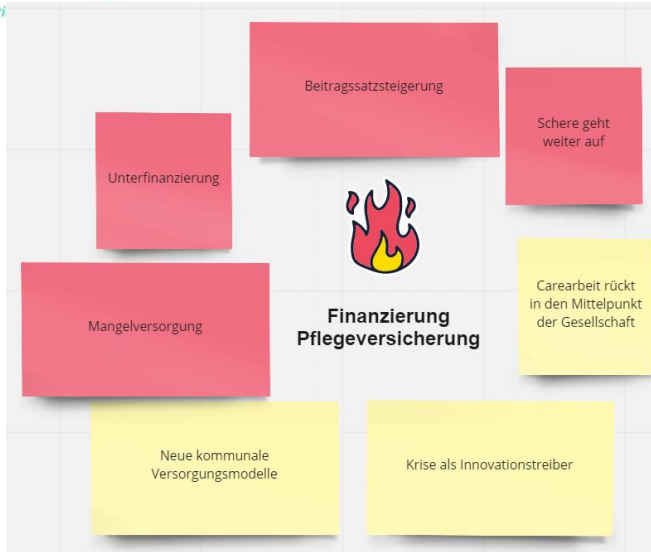 Beitragssatzsteigerung
Schere geht
weiter auf
Unterfinanzierung
Carearbeit rückt
in den Mittelpunkt
der Gesellschaft
Finanzierung
Pflegeversicherung
Mangelversorgung
Neue kommunale
Versorgungsmodelle
Krise als Innovationstreiber